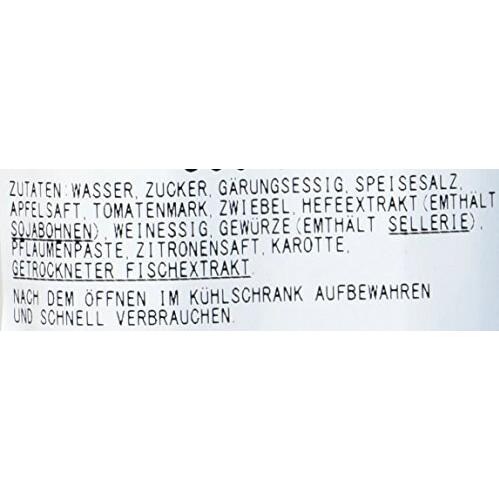 ZUTATEN:WASSER, ZUCKER, GÄRUNGSESSIG, SPEISESALZ,
APFELSAFT, TOMATENMARK, ZWIEBEL, HEFEEXTRAKT(EMTHÄLT
SOJABOHNEN), WEINESSIG, GEWÜRZE(EMTHÄLT SELLERIE),
PFLAUMENPASTE, ZITRONENSAFT, KAROTTE,
GETROCKNETER FISCHEXTRAKT.
NACH DEM ÖFFNEN IM KÜHLSCHRANK AUFBEWAHREN
UND SCHNELL VERBRAUCHEN.